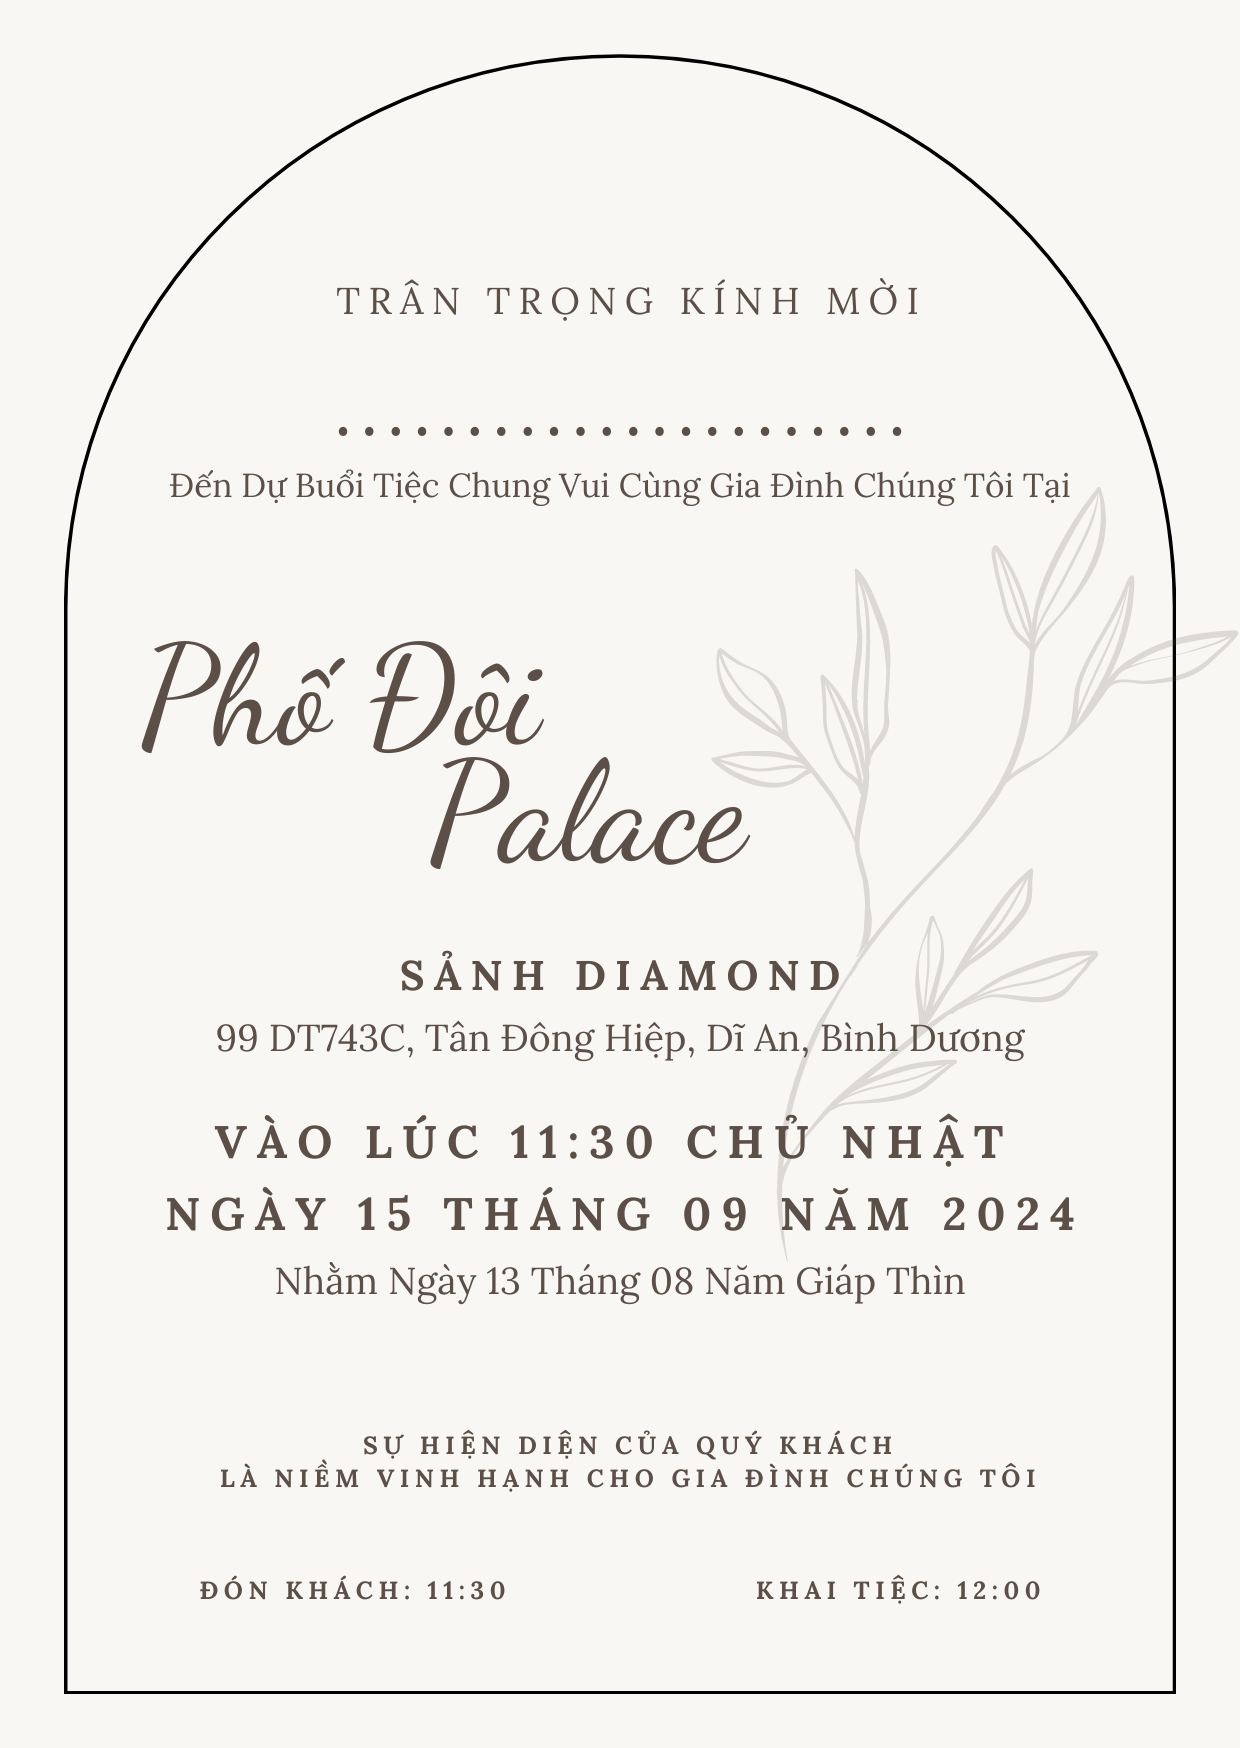 TRÂN TRỌNG KÍNH MỜI
......................
Đến Dự Buổi Tiệc Chung Vui Cùng Gia Đình Chúng Tôi Tại
Phố Đôi
Palace
SẢNH DIAMOND
99 DT743C, Tân Đông Hiệp, Dĩ An, Bình Dương
VÀO LÚC 11:30 CHỦ NHẬT
NGÀY 15 THÁNG 09 NĂM 2024
Nhằm Ngày 13 Tháng 08 Năm Giáp Thìn
SỰ HIỆN DIỆN CỦA QUÝ KHÁCH
LÀ NIỀM VINH HẠNH CHO GIA ĐÌNH CHÚNG TÔI
ĐÓN KHÁCH: 11:30
KHAI TIỆC: 12:00